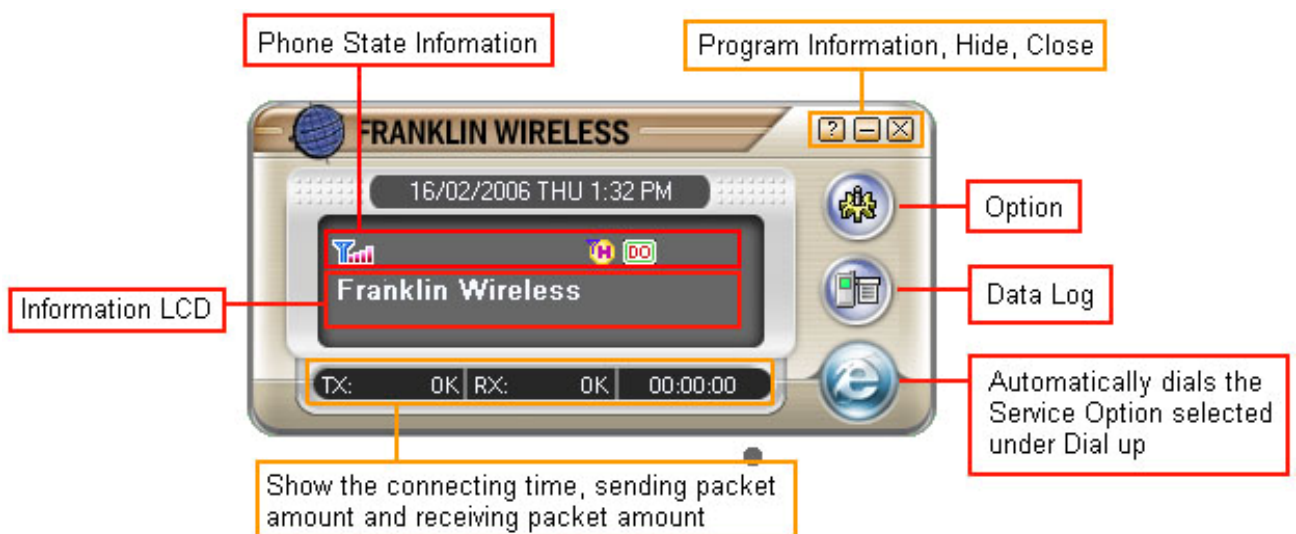 Phone State Infomation
Program Information, Hide, Close
FRANKLIN WIRELESS
?
16/02/2006 THU 1:32 PM
Option
H DO
Franklin Wireless
Information LCD
Data Log
TX: 0K RX: 0K 00:00:00
Automatically dials the
Service Option selected
under Dial up
Show the connecting time, sending packet
amount and receiving packet amount